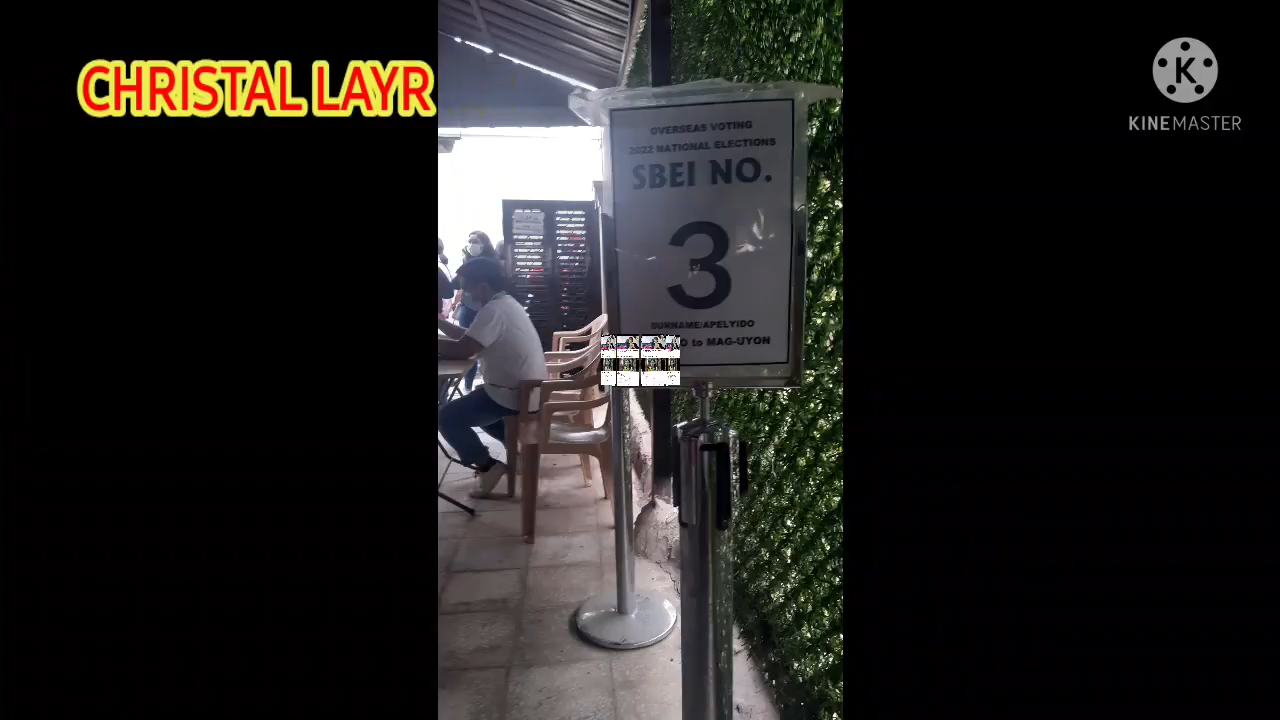 CHRISTAL LAYR
KINEMASTER
OVERSEAS VOTING
2022 NATIONAL ELECTIONS
SBEI NO.
3
SURNAME/APELYIDO
to MAG-UYON